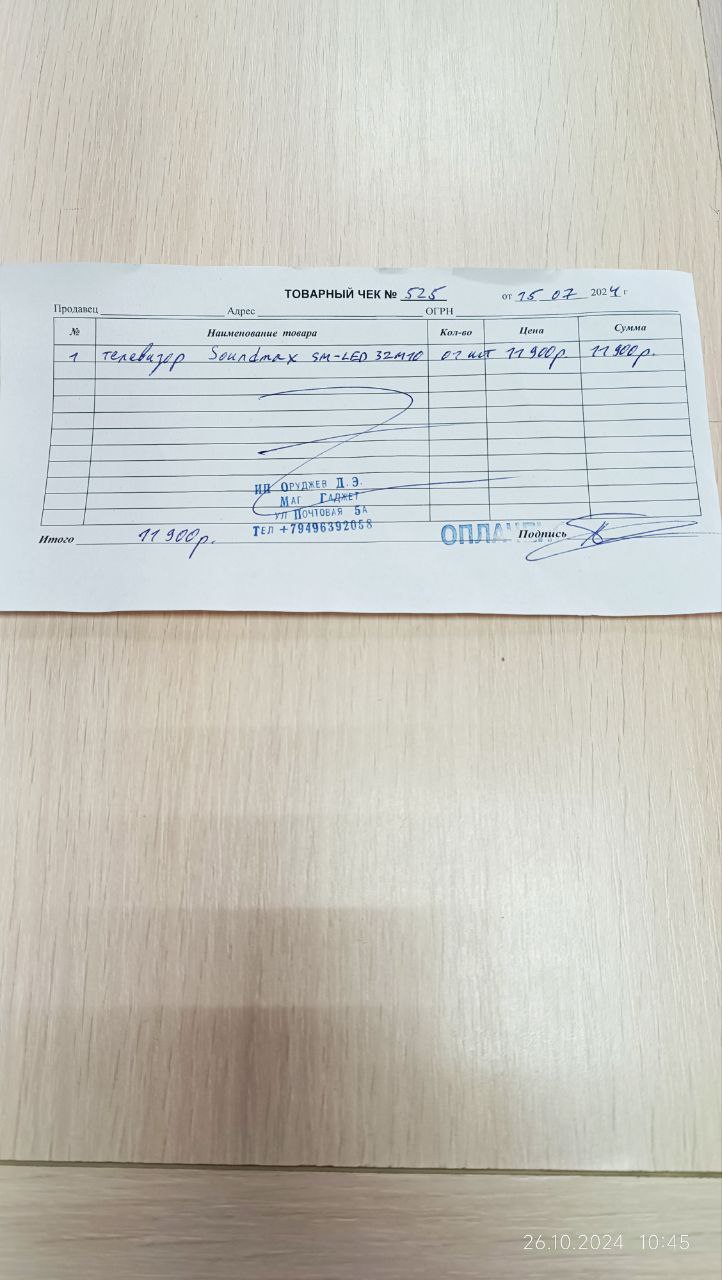 ТОВАРНЫЙ ЧЕК № 525 от 15 07 2024 г
Продавец Адрес ОГРН
№ Наименование товара Кол-во Цена Сумма
1 телевизор Soundmax SM-LED 32M10 01 шт 11 900р. 11 900р.
ИП ОРУДЖЕВ Д.Э.
МАГ ГАДЖЕТ
УЛ ПОЧТОВАЯ 5А
ТЕЛ +79496392058
Итого 11 900р. Подпись
26.10.2024 10:45